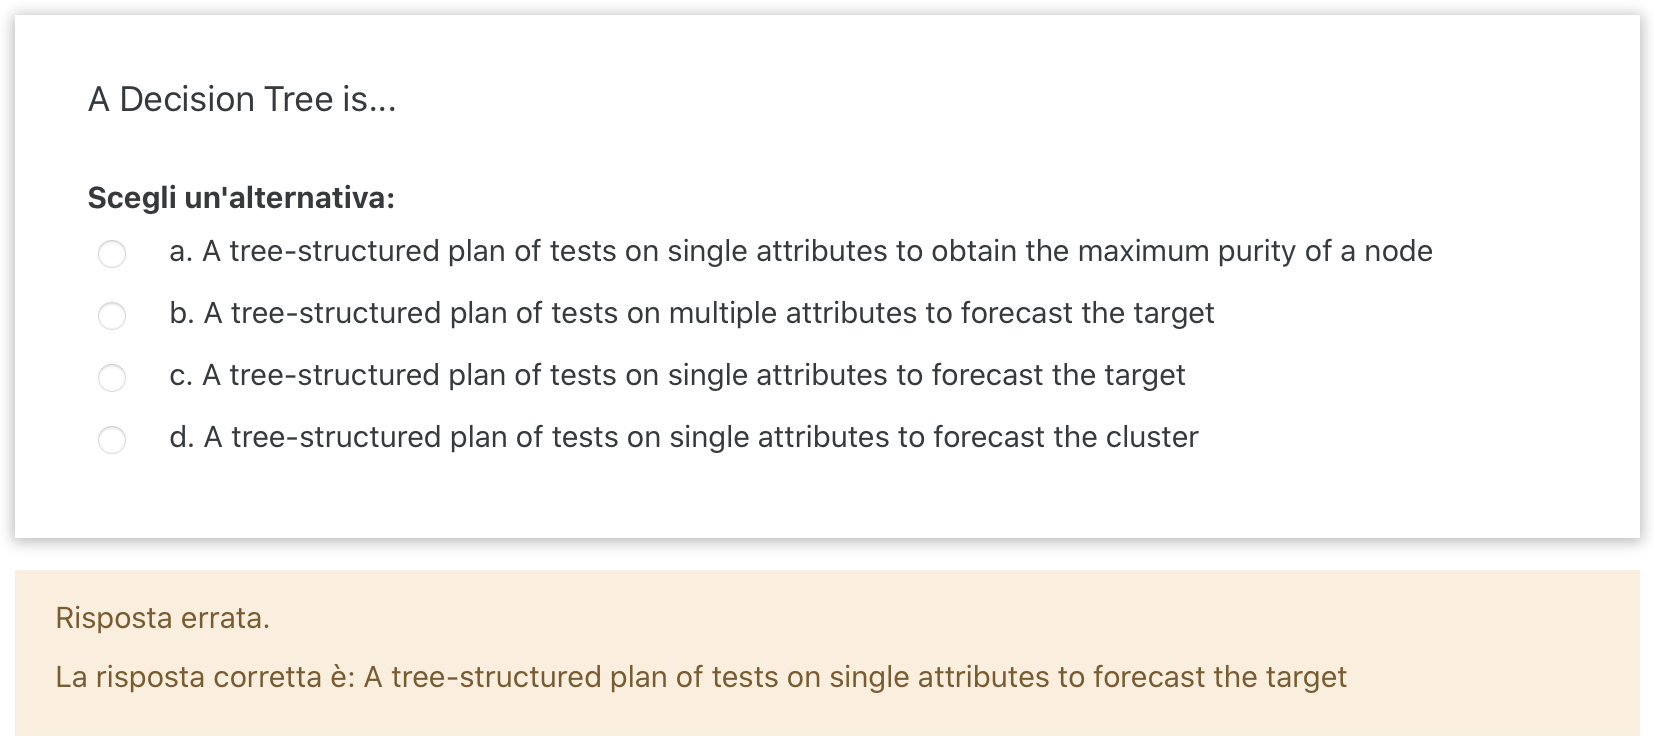 A Decision Tree is...
Scegli un'alternativa:
a. A tree-structured plan of tests on single attributes to obtain the maximum purity of a node
b. A tree-structured plan of tests on multiple attributes to forecast the target
c. A tree-structured plan of tests on single attributes to forecast the target
d. A tree-structured plan of tests on single attributes to forecast the cluster
Risposta errata.
La risposta corretta è: A tree-structured plan of tests on single attributes to forecast the target